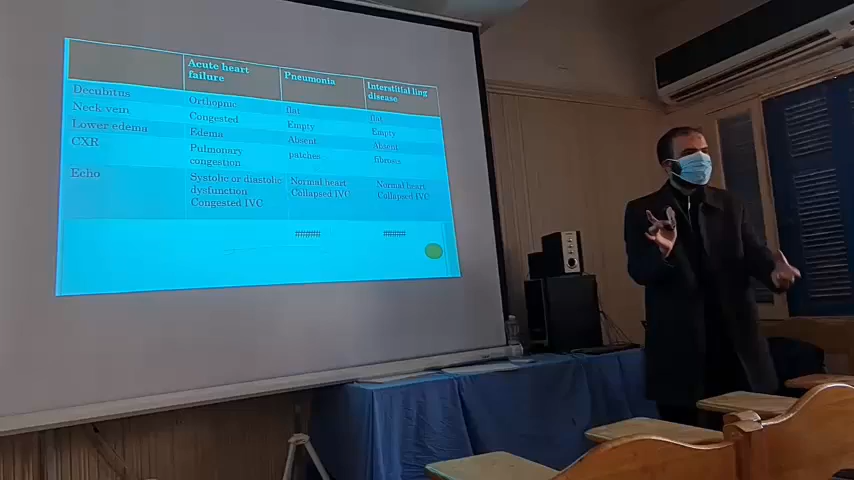 Acute heart failure
Pneumonia
Interstitial ling disease
Decubitus
Orthopnic
flat
flat
Neck vein
Congested
Empty
Empty
Lower edema
Edema
Absent
Absent
CXR
Pulmonary congestion
patches
fibrosis
Echo
Systolic or diastolic dysfunction
Congested IVC
Normal heart
Collapsed IVC
Normal heart
Collapsed IVC
######
######